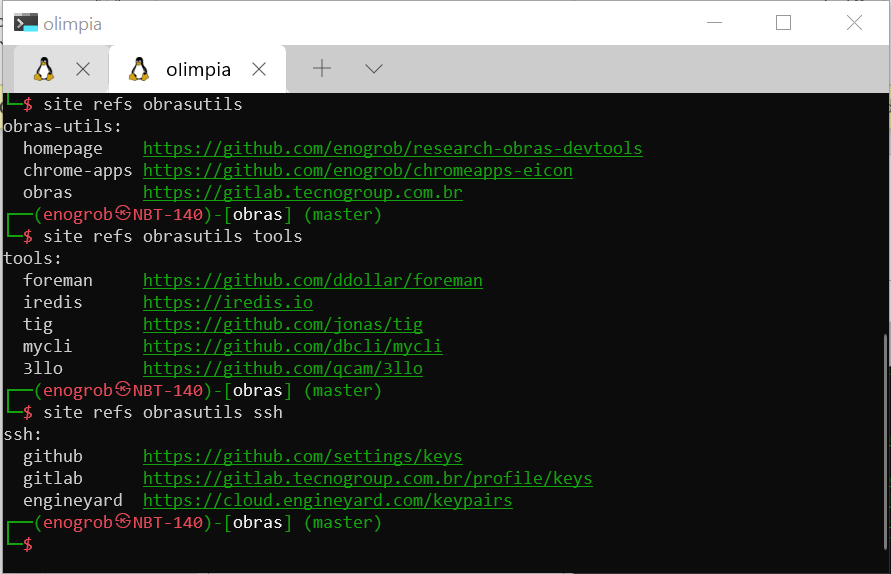 olimpia
olimpia
└─$ site refs obrasutils
obras-utils:
  homepage    https://github.com/enogrob/research-obras-devtools
  chrome-apps https://github.com/enogrob/chromeapps-eicon
  obras       https://gitlab.tecnogroup.com.br
┌──(enogrob㉿NBT-140)-[obras] (master)
└─$ site refs obrasutils tools
tools:
  foreman     https://github.com/ddollar/foreman
  iredis      https://iredis.io
  tig         https://github.com/jonas/tig
  mycli       https://github.com/dbcli/mycli
  3llo        https://github.com/qcam/3llo
┌──(enogrob㉿NBT-140)-[obras] (master)
└─$ site refs obrasutils ssh
ssh:
  github      https://github.com/settings/keys
  gitlab      https://gitlab.tecnogroup.com.br/profile/keys
  engineyard  https://cloud.engineyard.com/keypairs
┌──(enogrob㉿NBT-140)-[obras] (master)
└─$